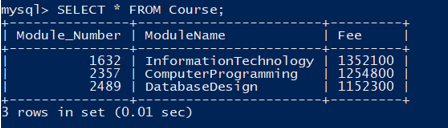 mysql> SELECT * FROM Course;
+---------------+-----------------------+---------+
| Module_Number | ModuleName            | Fee     |
+---------------+-----------------------+---------+
|          1632 | InformationTechnology | 1352100 |
|          2357 | ComputerProgramming   | 1254800 |
|          2489 | DatabaseDesign        | 1152300 |
+---------------+-----------------------+---------+
3 rows in set (0.01 sec)